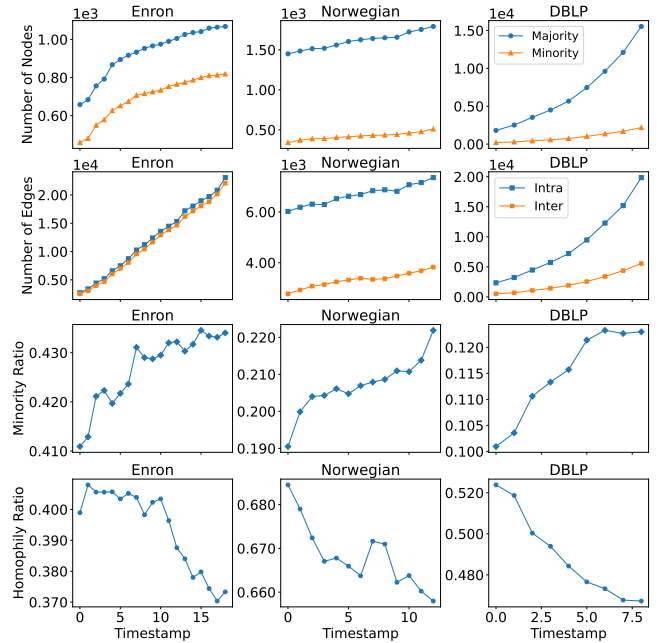 Enron Norwegian DBLP
1e3 1e3 1e4
Number of Nodes
1.00
0.80
0.60
1.50
0.50
1.50
1.00
0.50
0.00
Majority
Minority
Enron Norwegian DBLP
1e4 1e3 1e4
Number of Edges
2.00
1.50
1.00
0.50
6.00
4.00
2.00
1.50
1.00
0.50
0.00
Intra
Inter
Enron Norwegian DBLP
Minority Ratio
0.430
0.420
0.410
0.220
0.210
0.200
0.190
0.120
0.110
0.100
Enron Norwegian DBLP
Homophily Ratio
0.400
0.390
0.380
0.370
0.680
0.670
0.660
0.520
0.500
0.480
0 5 10 15 0 5 10 0.0 2.5 5.0 7.5
Timestamp Timestamp Timestamp